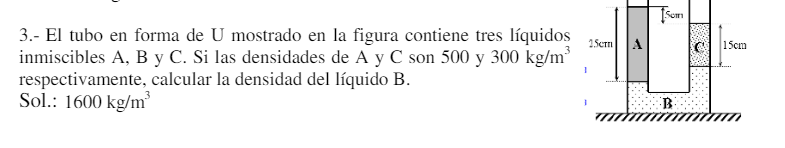 3.- El tubo en forma de U mostrado en la figura contiene tres líquidos
inmiscibles A, B y C. Si las densidades de A y C son 500 y 300 kg/m³
respectivamente, calcular la densidad del líquido B.
Sol.: 1600 kg/m³
5cm
25cm
A
C
15cm
B